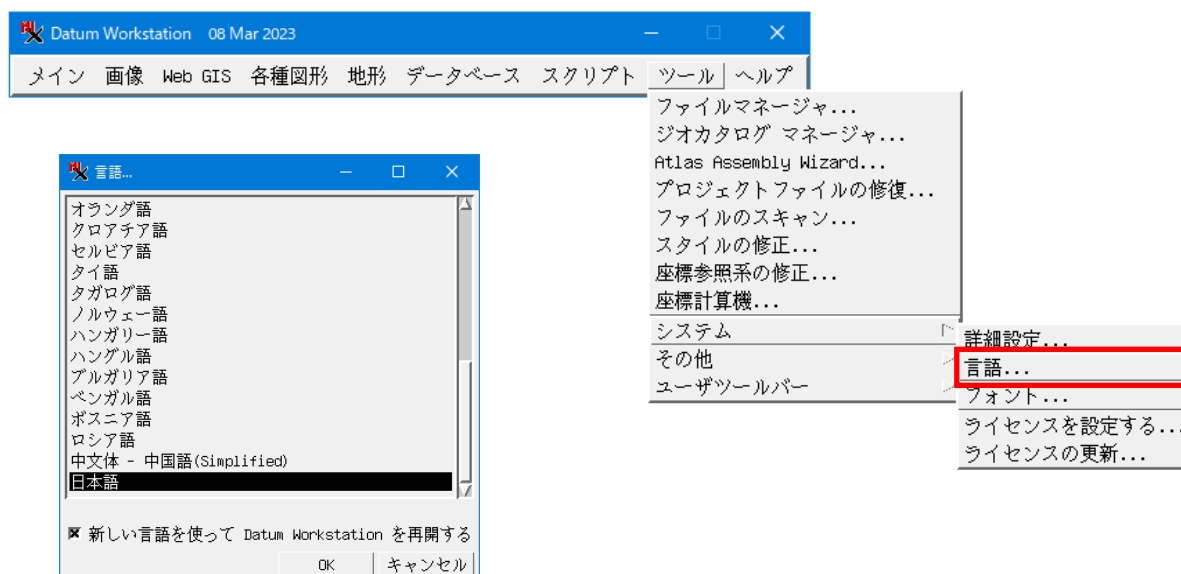 Datum Workstation 08 Mar 2023
メイン 画像 Web GIS 各種図形 地形 データベース スクリプト ツール ヘルプ
ファイルマネージャ...
ジオカタログ マネージャ...
Atlas Assembly Wizard...
プロジェクトファイルの修復...
ファイルのスキャン...
スタイルの修正...
座標参照系の修正...
座標計算機...
システム
その他
ユーザツールバー
詳細設定...
言語...
フォント...
ライセンスを設定する...
ライセンスの更新...
言語...
オランダ語
クロアチア語
セルビア語
タイ語
タガログ語
ノルウェー語
ハンガリー語
ハングル語
ブルガリア語
ベンガル語
ボスニア語
ロシア語
中文体 - 中国語(Simplified)
日本語
新しい言語を使って Datum Workstation を再開する
OK キャンセル